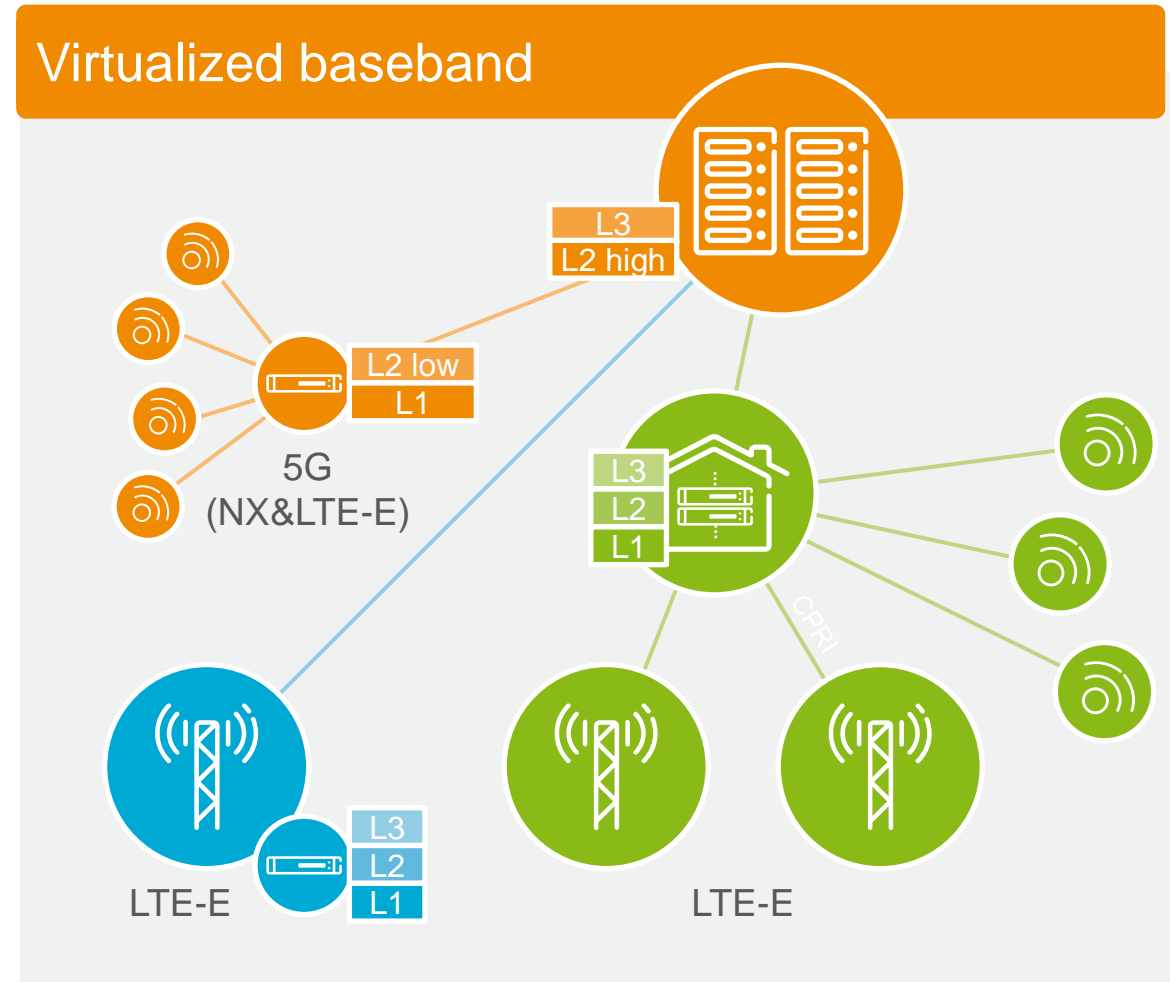 Virtualized baseband
L3
L2 high
L2 low
L1
5G
(NX&LTE-E)
L3
L2
L1
CPRI
L3
L2
L1
LTE-E
LTE-E